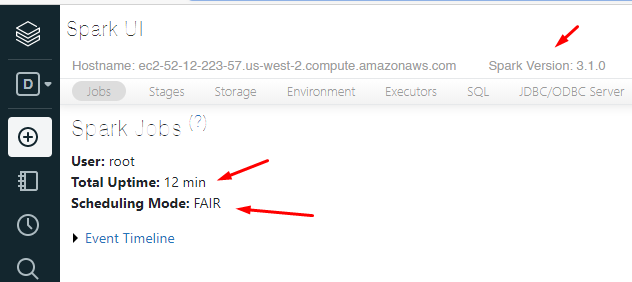 Spark UI
Hostname: ec2-52-12-223-57.us-west-2.compute.amazonaws.com Spark Version: 3.1.0
Jobs Stages Storage Environment Executors SQL JDBC/ODBC Server
D
Spark Jobs (?)
User: root
Total Uptime: 12 min
Scheduling Mode: FAIR
Event Timeline